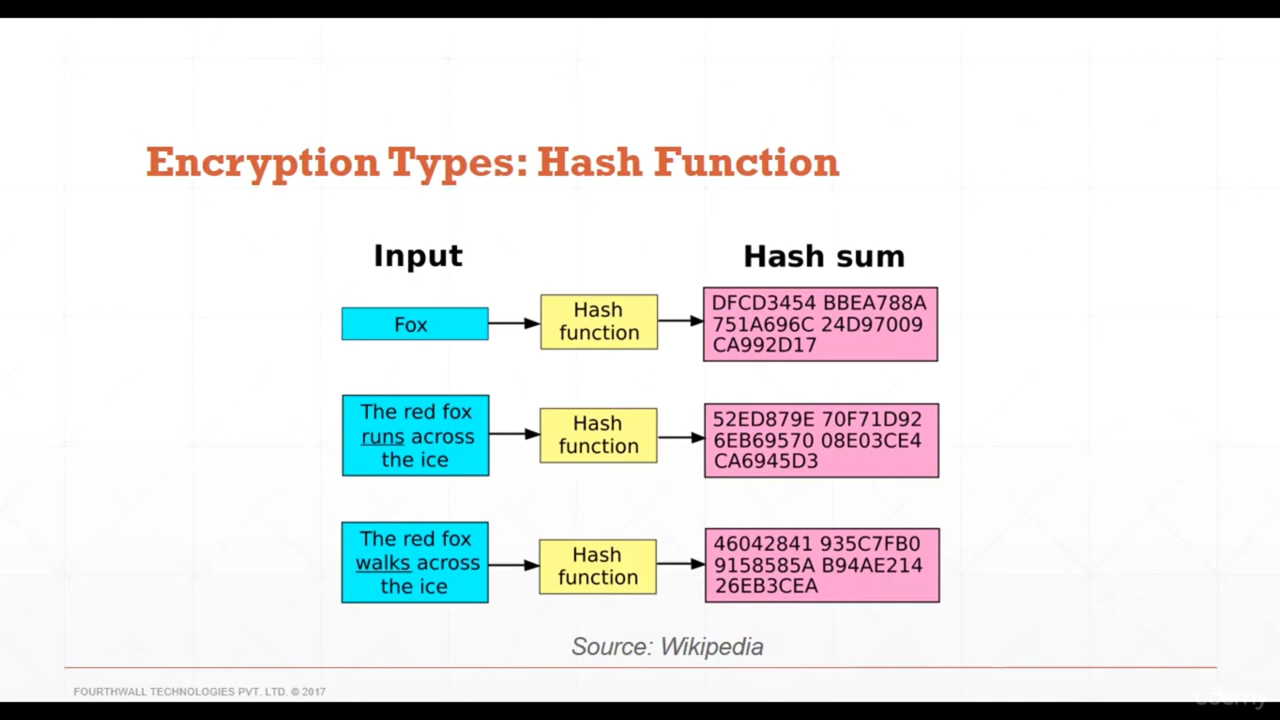 Encryption Types: Hash Function
Input
Hash sum
Fox
Hash
function
DFCD3454 BBEA788A
751A696C 24D97009
CA992D17
The red fox
runs across
the ice
Hash
function
52ED879E 70F71D92
6EB69570 08E03CE4
CA6945D3
The red fox
walks across
the ice
Hash
function
46042841 935C7FB0
9158585A B94AE214
26EB3CEA
Source: Wikipedia
FOURTHWALL TECHNOLOGIES PVT. LTD. © 2017
udemy